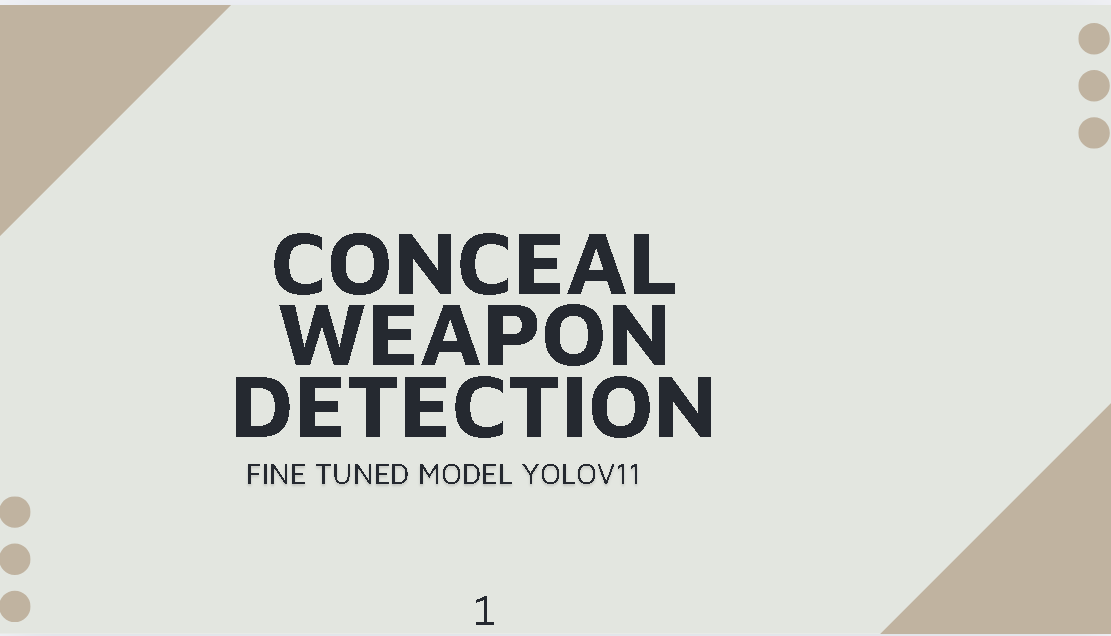 CONCEAL
WEAPON
DETECTION
FINE TUNED MODEL YOLOV11
1